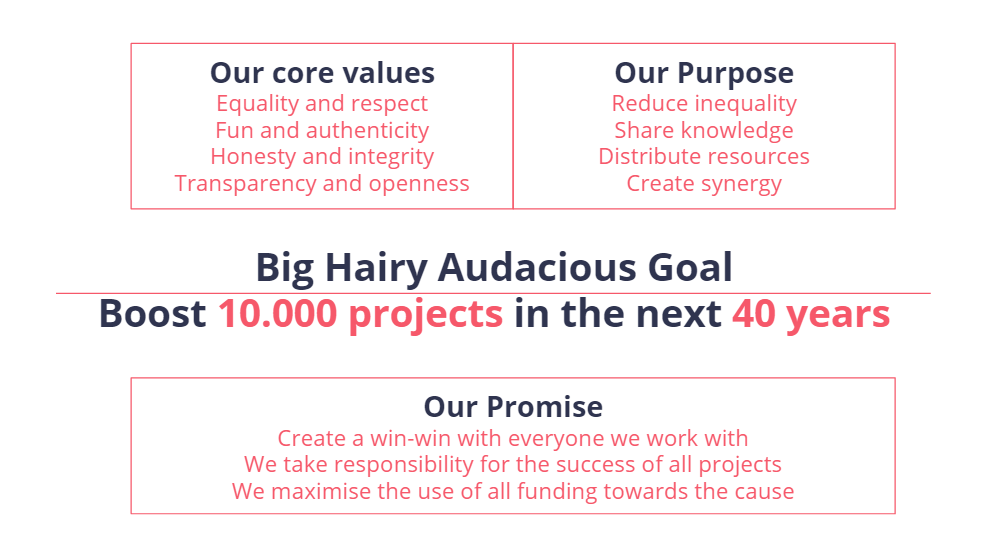 Our core values
Equality and respect
Fun and authenticity
Honesty and integrity
Transparency and openness
Our Purpose
Reduce inequality
Share knowledge
Distribute resources
Create synergy
Big Hairy Audacious Goal
Boost 10.000 projects in the next 40 years
Our Promise
Create a win-win with everyone we work with
We take responsibility for the success of all projects
We maximise the use of all funding towards the cause